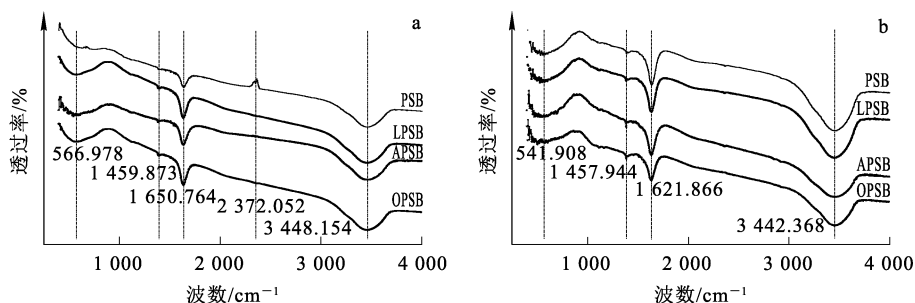 a
透过率/%
PSB
LPSB
APSB
OPSB
566.978
1 459.873
1 650.764
2 372.052
3 448.154
1 000
2 000
3 000
4 000
波数/cm⁻¹
b
透过率/%
PSB
LPSB
APSB
OPSB
541.908
1 457.944
1 621.866
3 442.368
1 000
2 000
3 000
4 000
波数/cm⁻¹